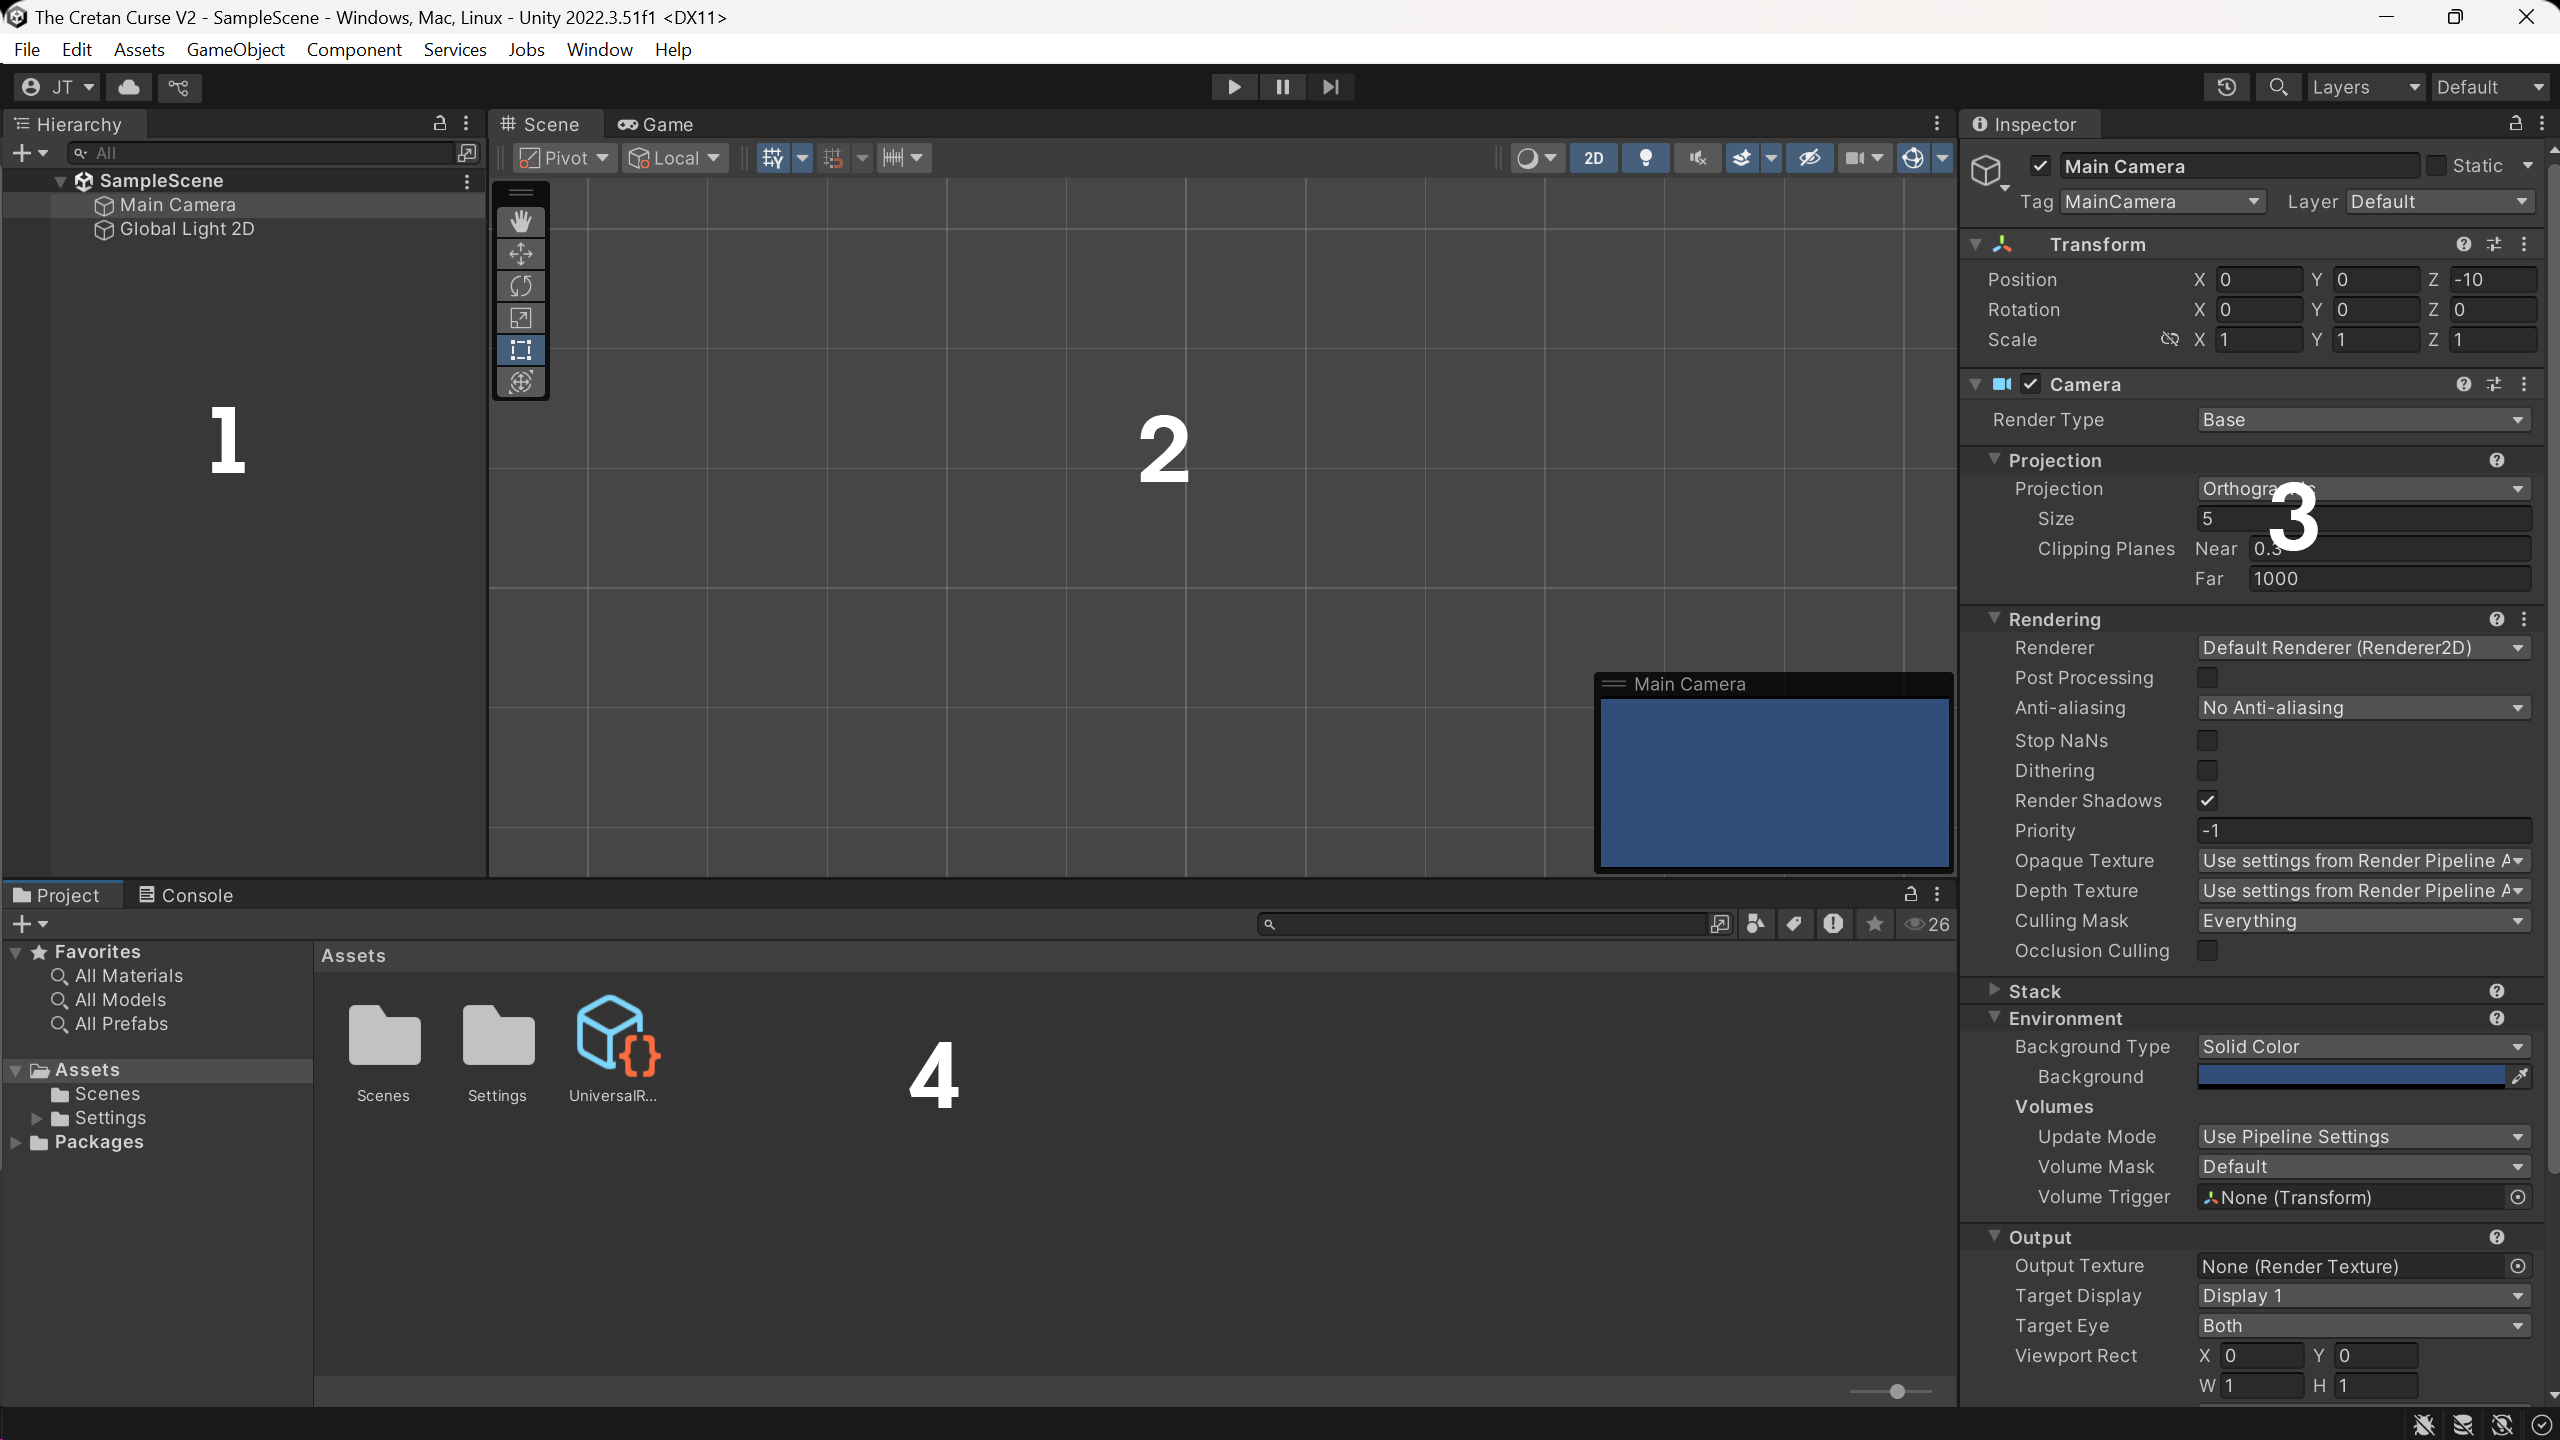 The Cretan Curse V2 - SampleScene - Windows, Mac, Linux - Unity 2022.3.51f1 <DX11>
File Edit Assets GameObject Component Services Jobs Window Help
JT Layers Default
Hierarchy
All
SampleScene
Main Camera
Global Light 2D
1
Scene Game
Pivot Local 2D
2
Main Camera
Inspector
Main Camera Static
Tag MainCamera Layer Default
Transform
Position X 0 Y 0 Z -10
Rotation X 0 Y 0 Z 0
Scale X 1 Y 1 Z 1
Camera
Render Type Base
Projection
Projection
3
Size 5
Clipping Planes Near
Far 1000
Rendering
Renderer Default Renderer (Renderer2D)
Post Processing
Anti-aliasing No Anti-aliasing
Stop NaNs
Dithering
Render Shadows
Priority -1
Opaque Texture Use settings from Render Pipeline A
Depth Texture Use settings from Render Pipeline A
Culling Mask Everything
Occlusion Culling
Stack
Environment
Background Type Solid Color
Background
Volumes
Update Mode Use Pipeline Settings
Volume Mask Default
Volume Trigger None (Transform)
Output
Output Texture None (Render Texture)
Target Display Display 1
Target Eye Both
Viewport Rect X 0 Y 0
W 1 H 1
Project Console
26
Favorites
All Materials
All Models
All Prefabs
Assets
Scenes
Settings
Packages
Assets
Scenes Settings UniversalR...
4